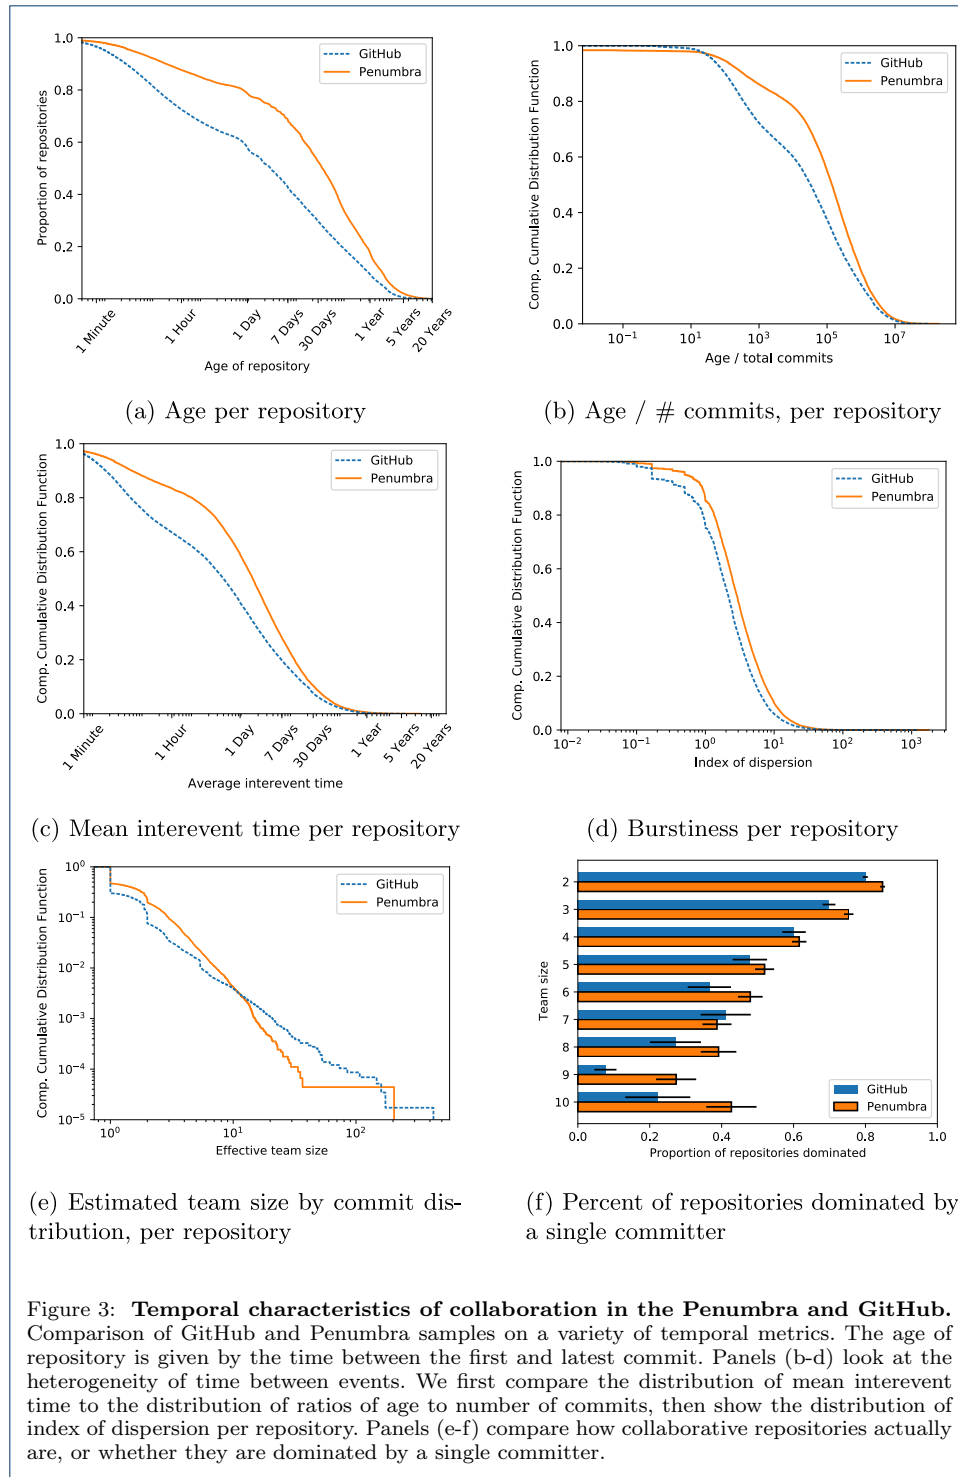 1.0
0.8
0.6
0.4
0.2
0.0
Proportion of repositories
GitHub
Penumbra
1 Minute
1 Hour
1 Day
7 Days
30 Days
1 Year
5 Years
20 Years
Age of repository
(a) Age per repository
1.0
0.8
0.6
0.4
0.2
0.0
Comp. Cumulative Distribution Function
GitHub
Penumbra
10⁻¹ 10¹ 10³ 10⁵ 10⁷
Age / total commits
(b) Age / # commits, per repository
1.0
0.8
0.6
0.4
0.2
0.0
Comp. Cumulative Distribution Function
GitHub
Penumbra
1 Minute
1 Hour
1 Day
7 Days
30 Days
1 Year
5 Years
20 Years
Average interevent time
(c) Mean interevent time per repository
1.0
0.8
0.6
0.4
0.2
0.0
Comp. Cumulative Distribution Function
GitHub
Penumbra
10⁻² 10⁻¹ 10⁰ 10¹ 10² 10³
Index of dispersion
(d) Burstiness per repository
10⁰
10⁻¹
10⁻²
10⁻³
10⁻⁴
10⁻⁵
Comp. Cumulative Distribution Function
GitHub
Penumbra
10⁰ 10¹ 10²
Effective team size
(e) Estimated team size by commit dis-
tribution, per repository
2
3
4
5
6
7
8
9
10
Team size
GitHub
Penumbra
0.0 0.2 0.4 0.6 0.8 1.0
Proportion of repositories dominated
(f) Percent of repositories dominated by
a single committer
Figure 3: Temporal characteristics of collaboration in the Penumbra and GitHub.
Comparison of GitHub and Penumbra samples on a variety of temporal metrics. The age of
repository is given by the time between the first and latest commit. Panels (b-d) look at the
heterogeneity of time between events. We first compare the distribution of mean interevent
time to the distribution of ratios of age to number of commits, then show the distribution of
index of dispersion per repository. Panels (e-f) compare how collaborative repositories actually
are, or whether they are dominated by a single committer.